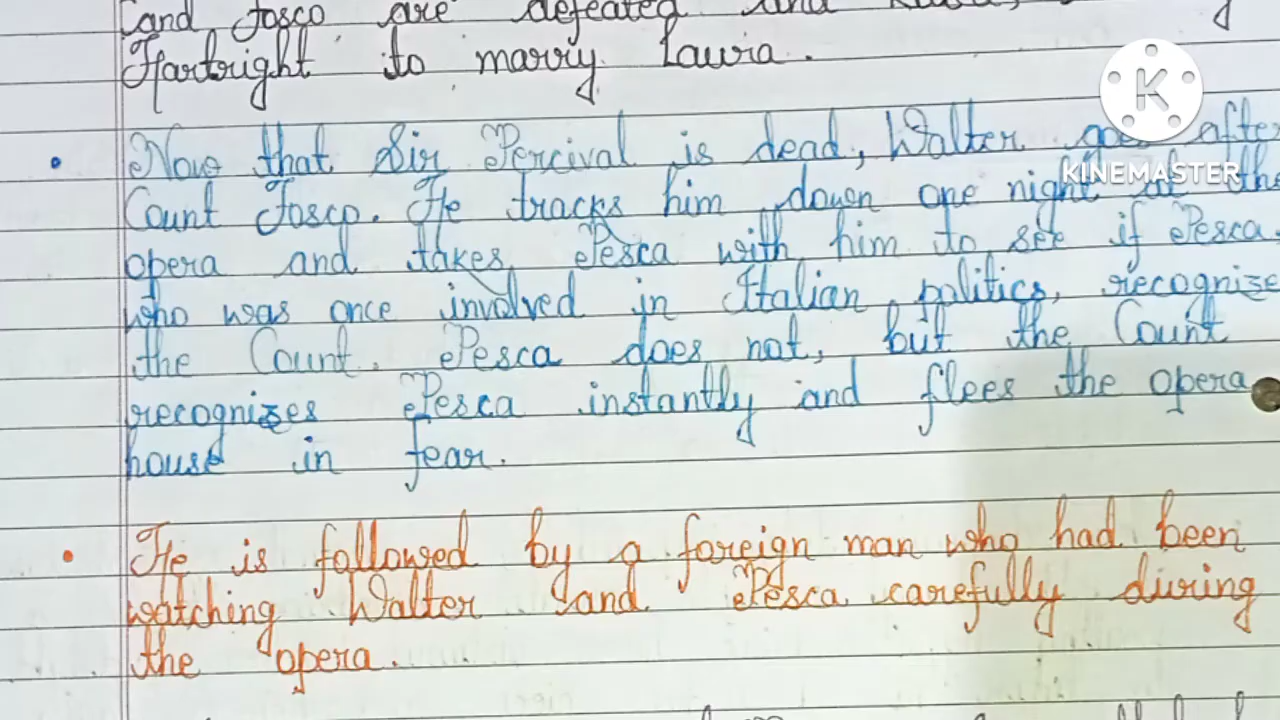 and Fosco are defeated and
Hartright to marry Lawra.
K
KINEMASTER
• Now that Sir Percival is dead, Walter goes after
Count Fosco. He tracks him down one night at the
opera and takes Pesca with him to see if Pesca.
who was once involved in Italian politics, recognize
the Count. Pesca does not, but the Count
recognizes Pesca instantly and flees the opera
house in fear.
• He is followed by a foreign man who had been
watching Walter and Pesca carefully during
the opera.